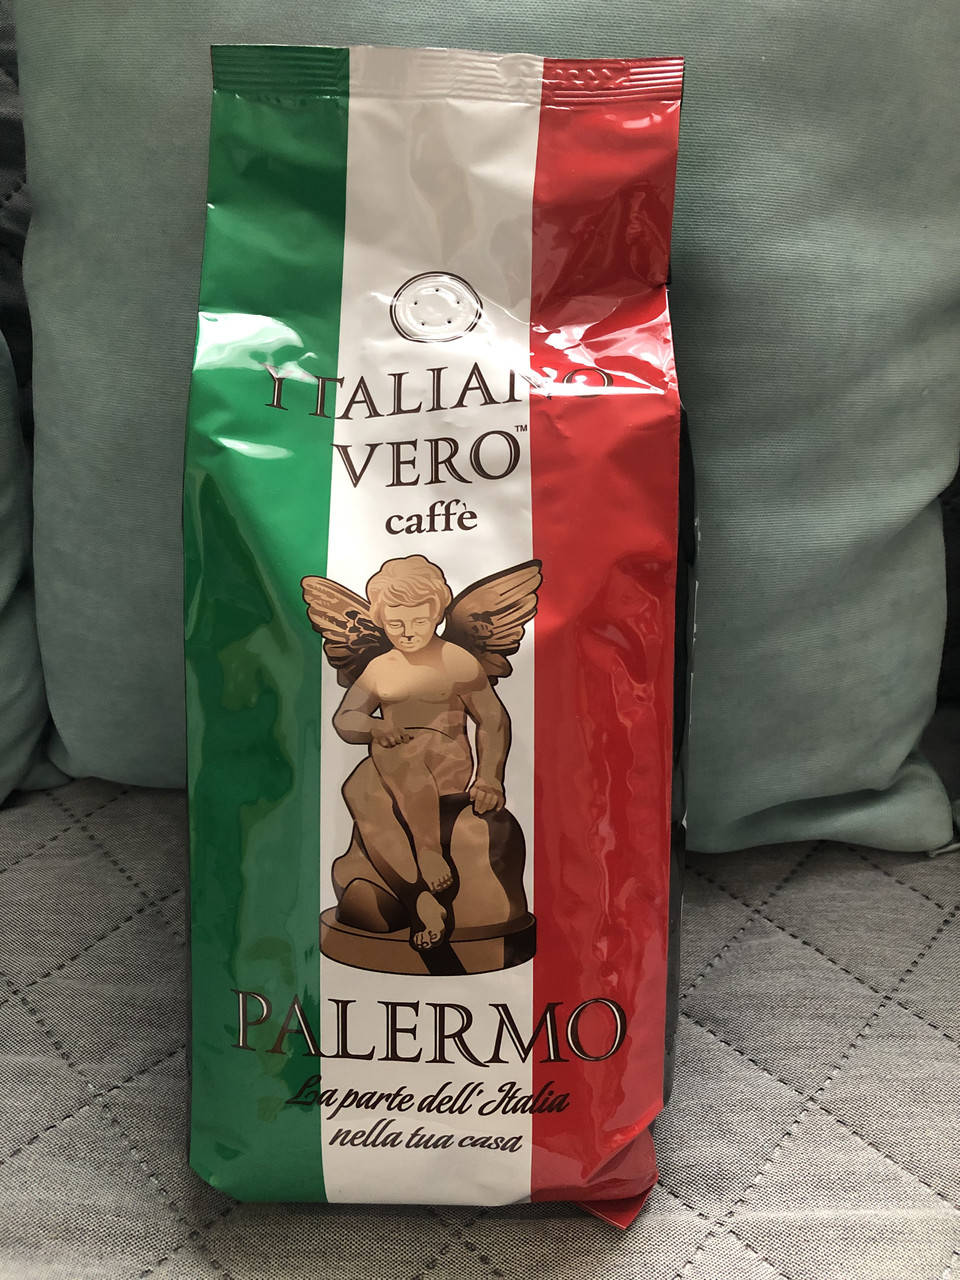 ITALIANO
VERO™
caffè
PALERMO
La parte dell'Italia
nella tua casa